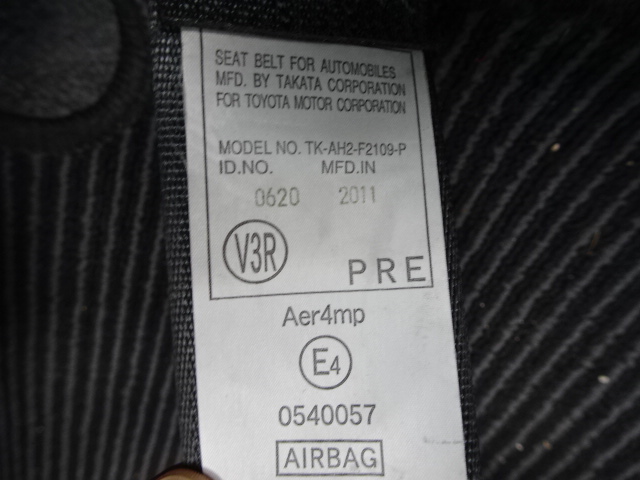 SEAT BELT FOR AUTOMOBILES
MFD. BY TAKATA CORPORATION
FOR TOYOTA MOTOR CORPORATION
MODEL NO. TK-AH2-F2109-P
ID.NO. MFD.IN
0620 2011
V3R
PRE
Aer4mp
E4
0540057
AIRBAG